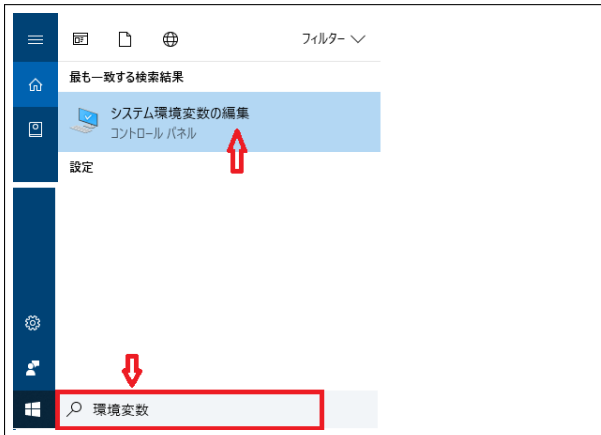 フィルター
最も一致する検索結果
システム環境変数の編集
コントロール パネル
設定
環境変数